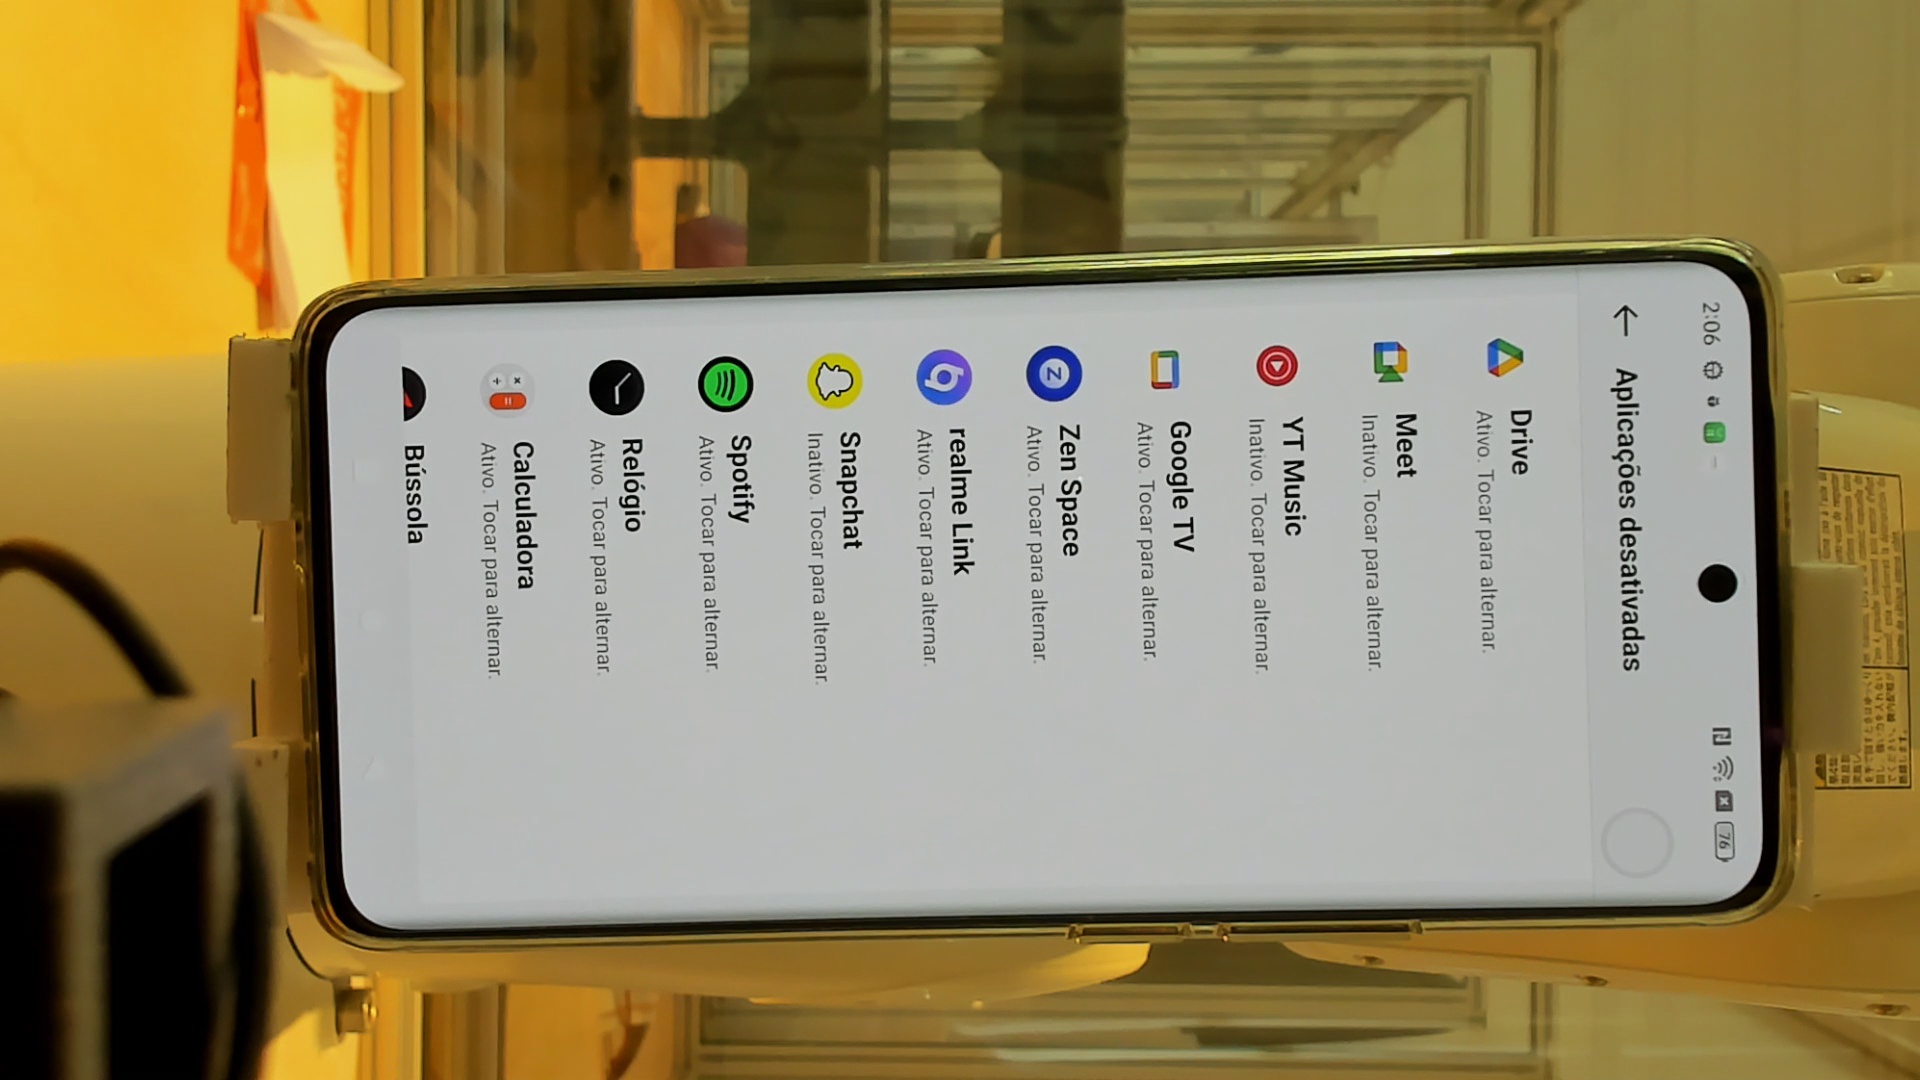 2:06
76
Aplicações desativadas
Drive
Ativo. Tocar para alternar.
Meet
Inativo. Tocar para alternar.
YT Music
Inativo. Tocar para alternar.
Google TV
Ativo. Tocar para alternar.
Zen Space
Ativo. Tocar para alternar.
realme Link
Ativo. Tocar para alternar.
Snapchat
Inativo. Tocar para alternar.
Spotify
Ativo. Tocar para alternar.
Relógio
Ativo. Tocar para alternar.
Calculadora
Ativo. Tocar para alternar.
Bússola